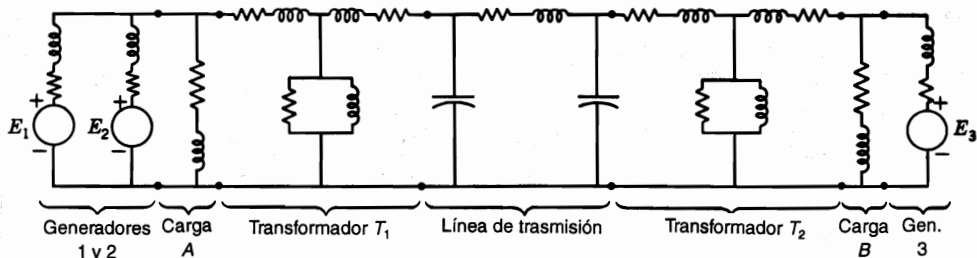 + + +
E₁ E₂ E₃
− − −
Generadores Carga Transformador T₁ Línea de trasmisión Transformador T₂ Carga Gen.
1 y 2 A B 3